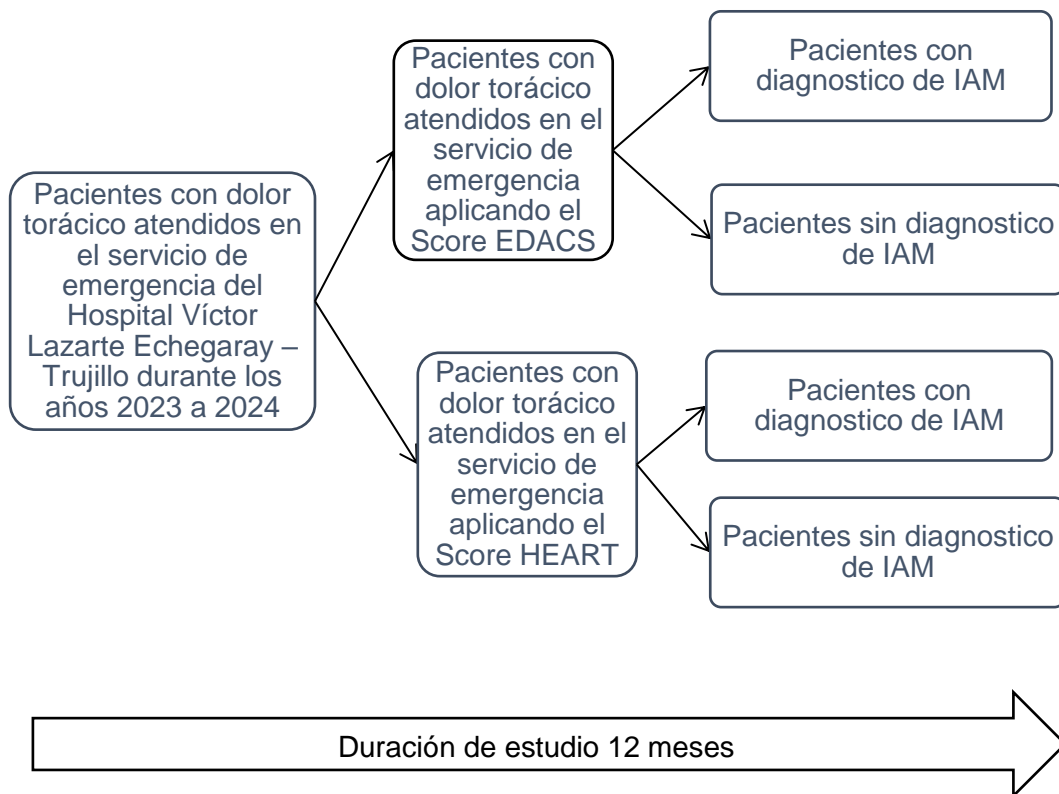 Pacientes con dolor
torácico atendidos en
el servicio de
emergencia del
Hospital Víctor
Lazarte Echegaray –
Trujillo durante los
años 2023 a 2024
Pacientes con
dolor torácico
atendidos en el
servicio de
emergencia
aplicando el
Score EDACS
Pacientes con
diagnostico de IAM
Pacientes sin diagnostico
de IAM
Pacientes con
dolor torácico
atendidos en el
servicio de
emergencia
aplicando el
Score HEART
Pacientes con
diagnostico de IAM
Pacientes sin diagnostico
de IAM
Duración de estudio 12 meses